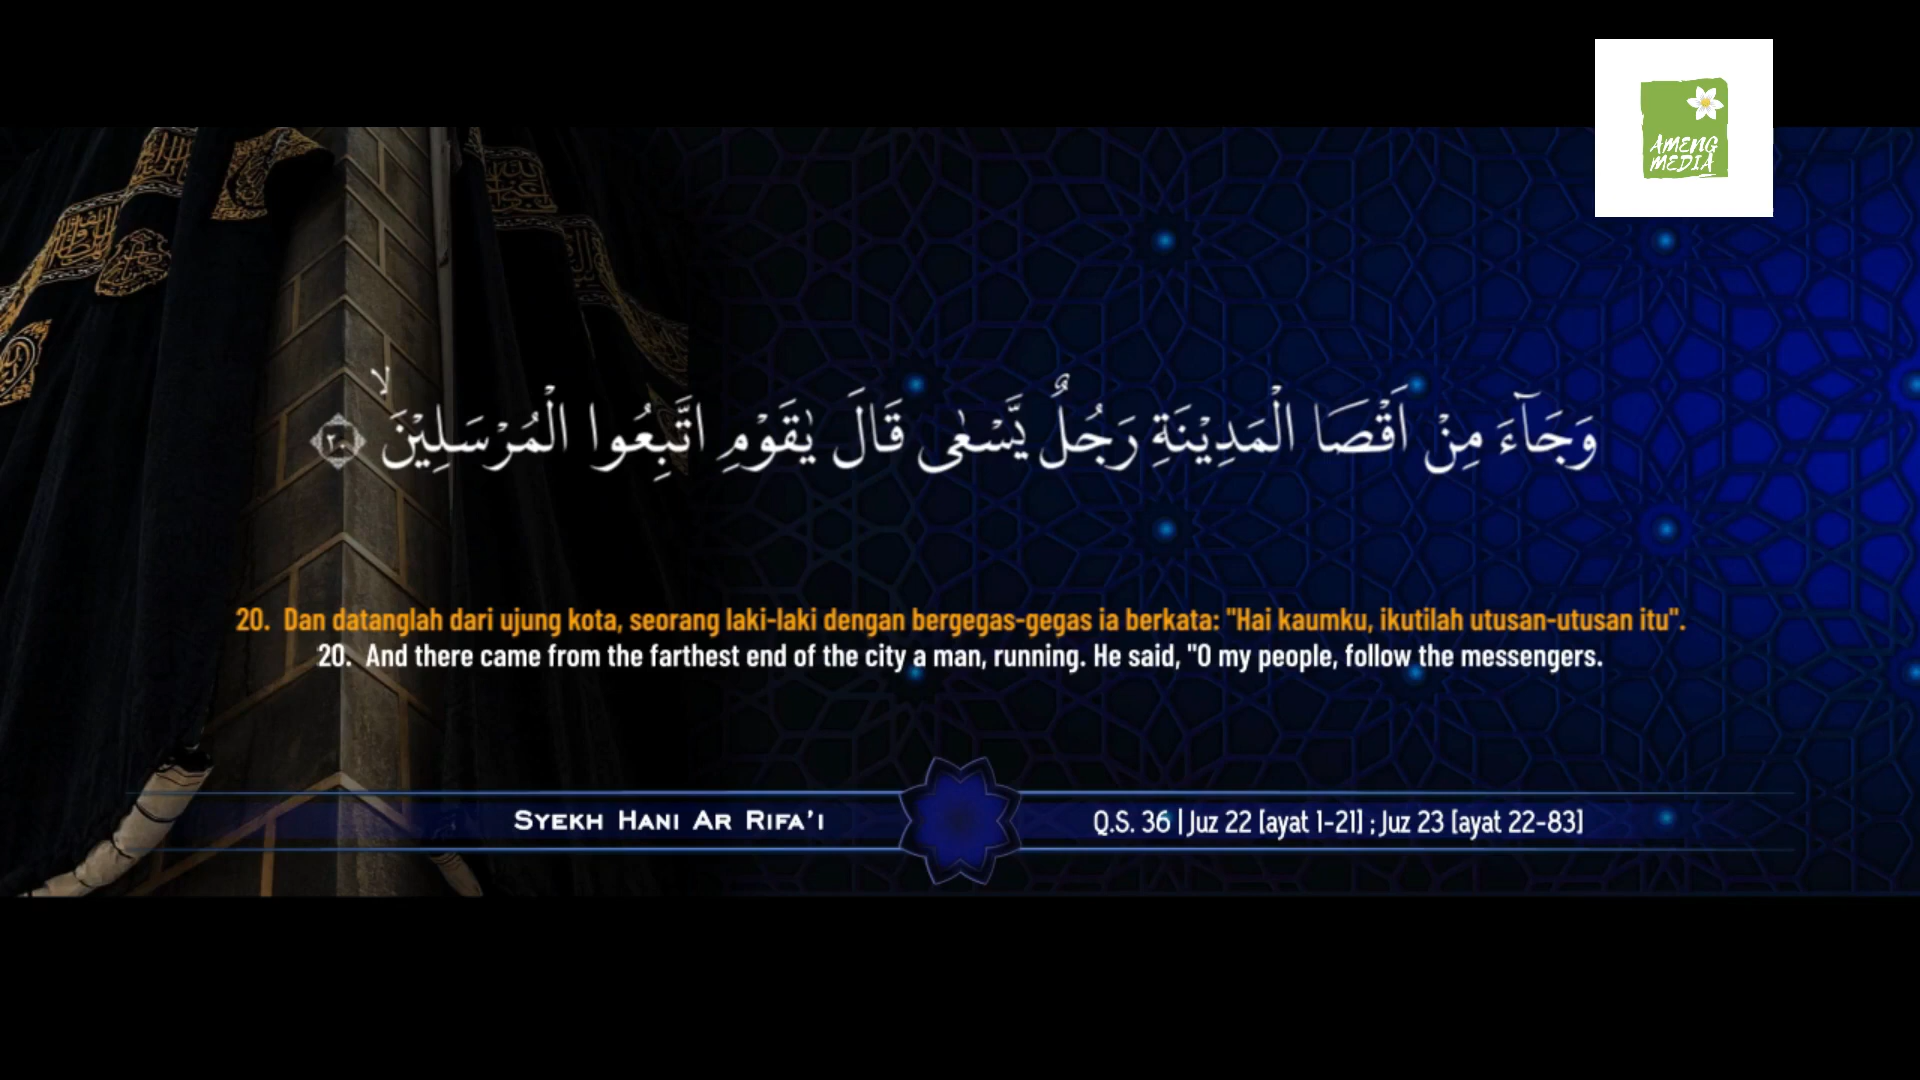 AMENG
MEDIA
وَجَآءَ مِنْ اَقْصَا الْمَدِيْنَةِ رَجُلٌ يَّسْعٰى قَالَ يٰقَوْمِ اتَّبِعُوا الْمُرْسَلِيْنَۙ ٢٠
20. Dan datanglah dari ujung kota, seorang laki-laki dengan bergegas-gegas ia berkata: "Hai kaumku, ikutilah utusan-utusan itu".
20. And there came from the farthest end of the city a man, running. He said, "O my people, follow the messengers.
SYEKH HANI AR RIFA'I
Q.S. 36 | Juz 22 [ayat 1-21] ; Juz 23 [ayat 22-83]